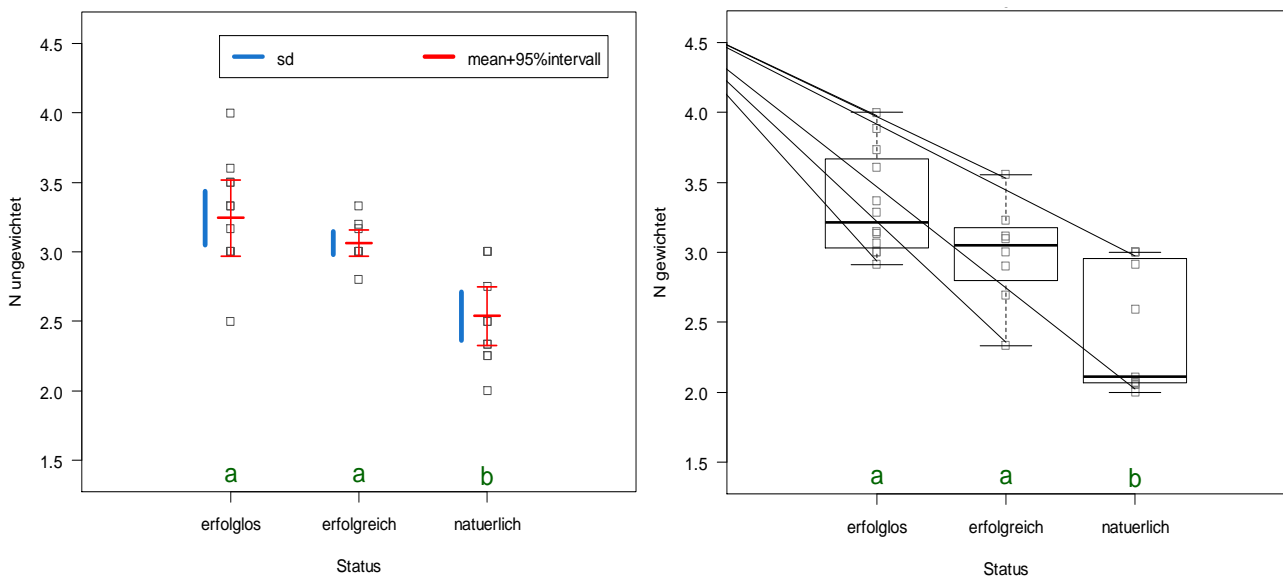 N ungewichtet
4.5
4.0
3.5
3.0
2.5
2.0
1.5
sd
mean+95%intervall
a a b
erfolglos erfolgreich natuerlich
Status
N gewichtet
4.5
4.0
3.5
3.0
2.5
2.0
1.5
a a b
erfolglos erfolgreich natuerlich
Status